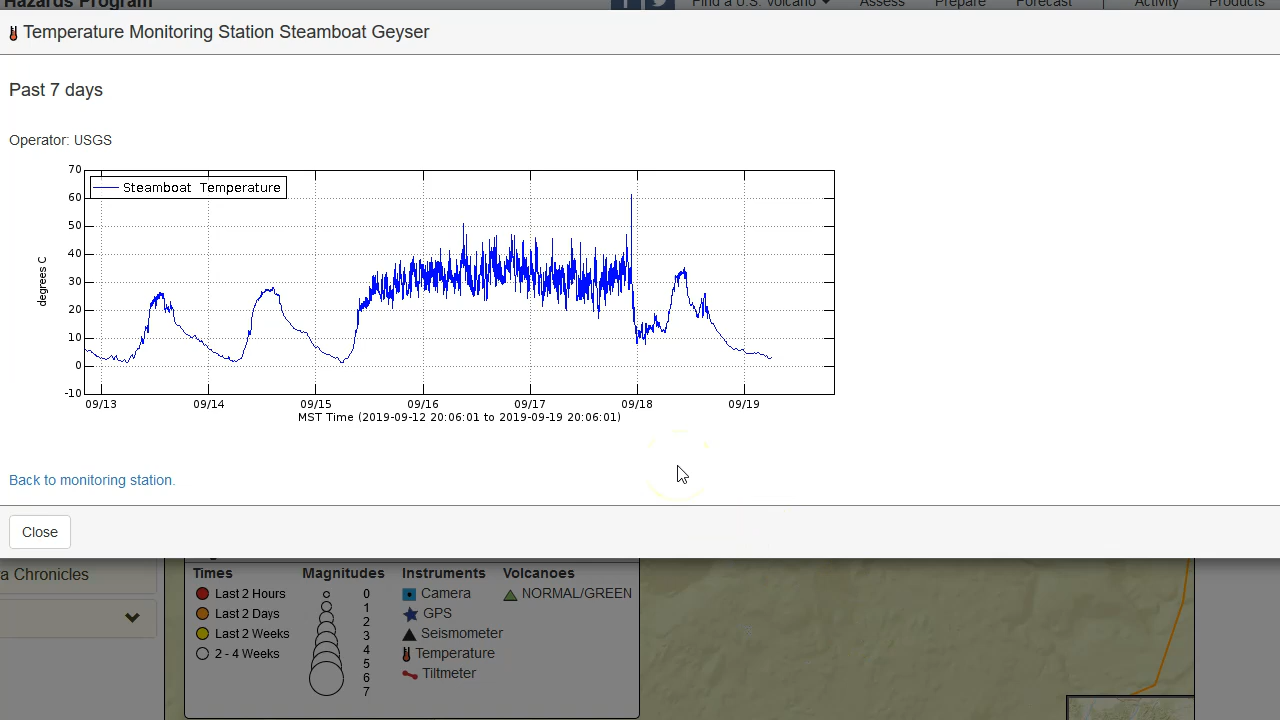 Hazards Program
Find a U.S. Volcano Assess Prepare Forecast Activity Products
Temperature Monitoring Station Steamboat Geyser
Past 7 days
Operator: USGS
Steamboat Temperature
70
60
50
40
30
20
10
0
-10
degrees C
09/13 09/14 09/15 09/16 09/17 09/18 09/19
MST Time (2019-09-12 20:06:01 to 2019-09-19 20:06:01)
Back to monitoring station.
Close
a Chronicles
Times Magnitudes Instruments Volcanoes
Last 2 Hours 0 Camera NORMAL/GREEN
Last 2 Days 1 GPS
Last 2 Weeks 2 Seismometer
2 - 4 Weeks 3 Temperature
4 Tiltmeter
5
6
7